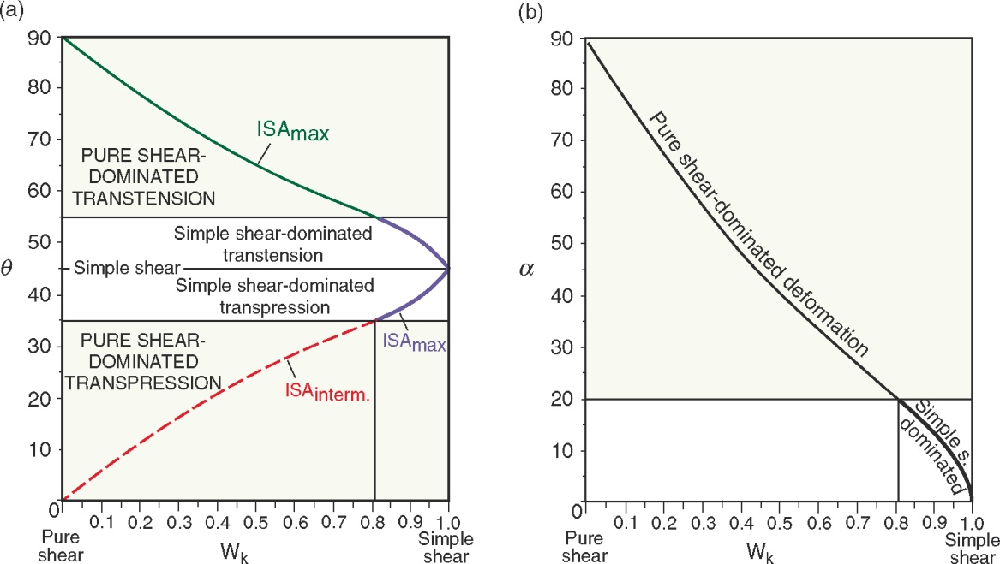 (a)
90
80
70
60
50
40
30
20
10
0
θ
ISAmax
PURE SHEAR-
DOMINATED
TRANSTENSION
Simple shear-dominated
transtension
Simple shear
Simple shear-dominated
transpression
PURE SHEAR-
DOMINATED
TRANSPRESSION
ISAmax
ISAinterm.
0.1 0.2 0.3 0.4 0.5 0.6 0.7 0.8 0.9 1.0
Pure
shear
Wk
Simple
shear
(b)
90
80
70
60
50
40
30
20
10
0
α
Pure shear-dominated deformation
Simple s.
dominated
0.1 0.2 0.3 0.4 0.5 0.6 0.7 0.8 0.9 1.0
Pure
shear
Wk
Simple
shear